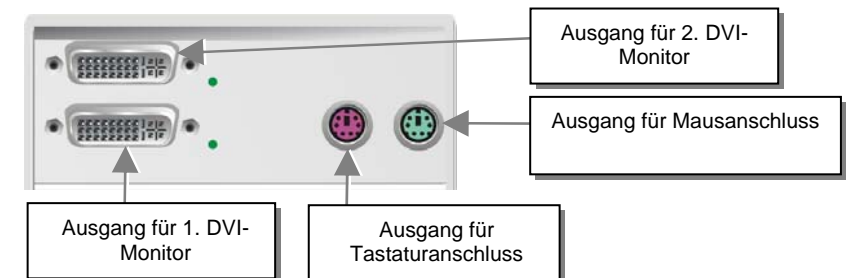 Ausgang für 2. DVI-
Monitor
Ausgang für Mausanschluss
Ausgang für 1. DVI-
Monitor
Ausgang für
Tastaturanschluss